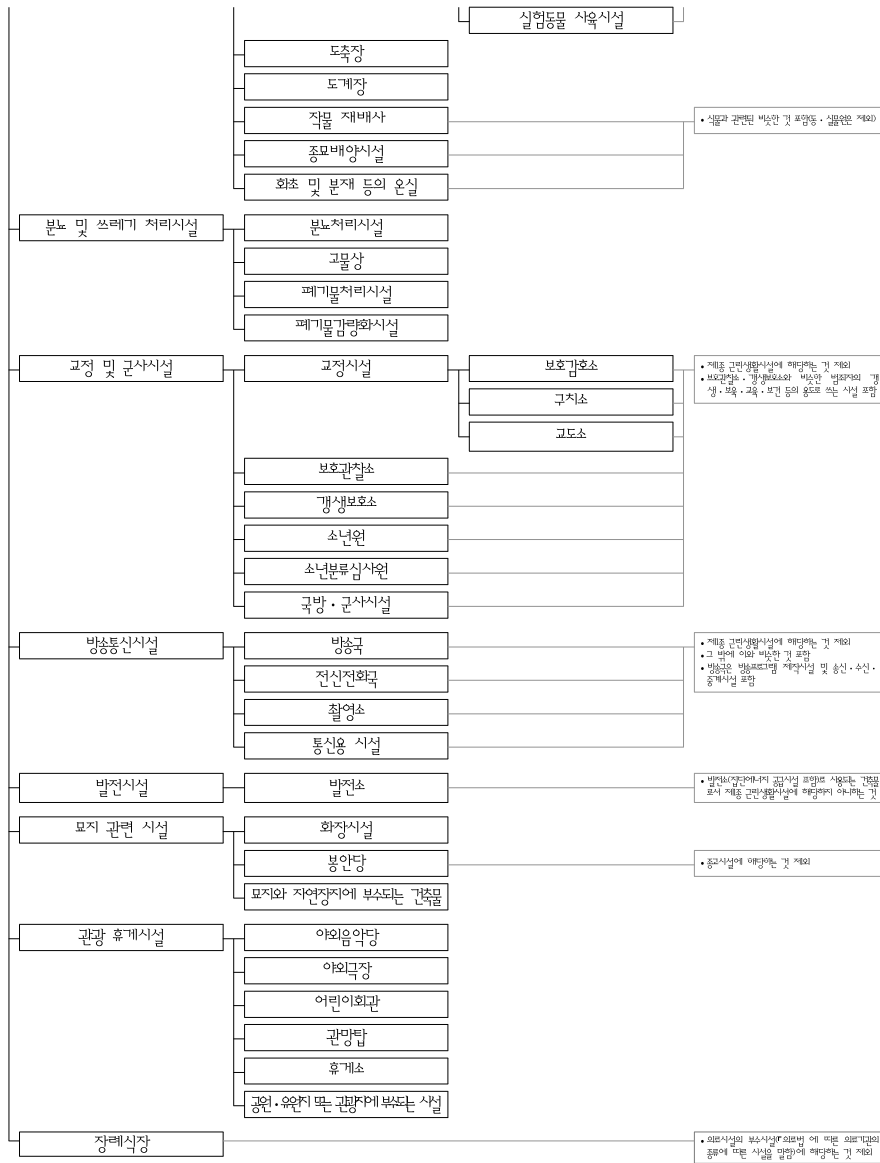 실험동물 사육시설
도축장
도계장
작물 재배사
• 식물과 관련된 비슷한 것 포함(동·식물원은 제외)
종묘배양시설
화초 및 분재 등의 온실
분뇨 및 쓰레기 처리시설
분뇨처리시설
고물상
폐기물처리시설
폐기물감량화시설
교정 및 군사시설
교정시설
보호감호소
• 제1종 근린생활시설에 해당하는 것 제외
• 보호관찰소·갱생보호소와 비슷한 범죄자의 갱
생·보육·교육·보건 등의 용도로 쓰는 시설 포함
구치소
교도소
보호관찰소
갱생보호소
소년원
소년분류심사원
국방·군사시설
방송통신시설
방송국
• 제1종 근린생활시설에 해당하는 것 제외
• 그 밖에 이와 비슷한 것 포함
• 방송국은 방송프로그램 제작시설 및 송신·수신·
중계시설 포함
전신전화국
촬영소
통신용 시설
발전시설
발전소
• 발전소(집단에너지 공급시설 포함)로 사용되는 건축물
로서 제1종 근린생활시설에 해당하지 아니하는 것
묘지 관련 시설
화장시설
봉안당
• 종교시설에 해당하는 것 제외
묘지와 자연장지에 부수되는 건축물
관광 휴게시설
야외음악당
야외극장
어린이회관
관망탑
휴게소
공원·유원지 또는 관광지에 부수되는 시설
장례식장
• 의료시설의 부수시설(「의료법」에 따른 의료기관의
종류에 따른 시설을 말함)에 해당하는 것 제외